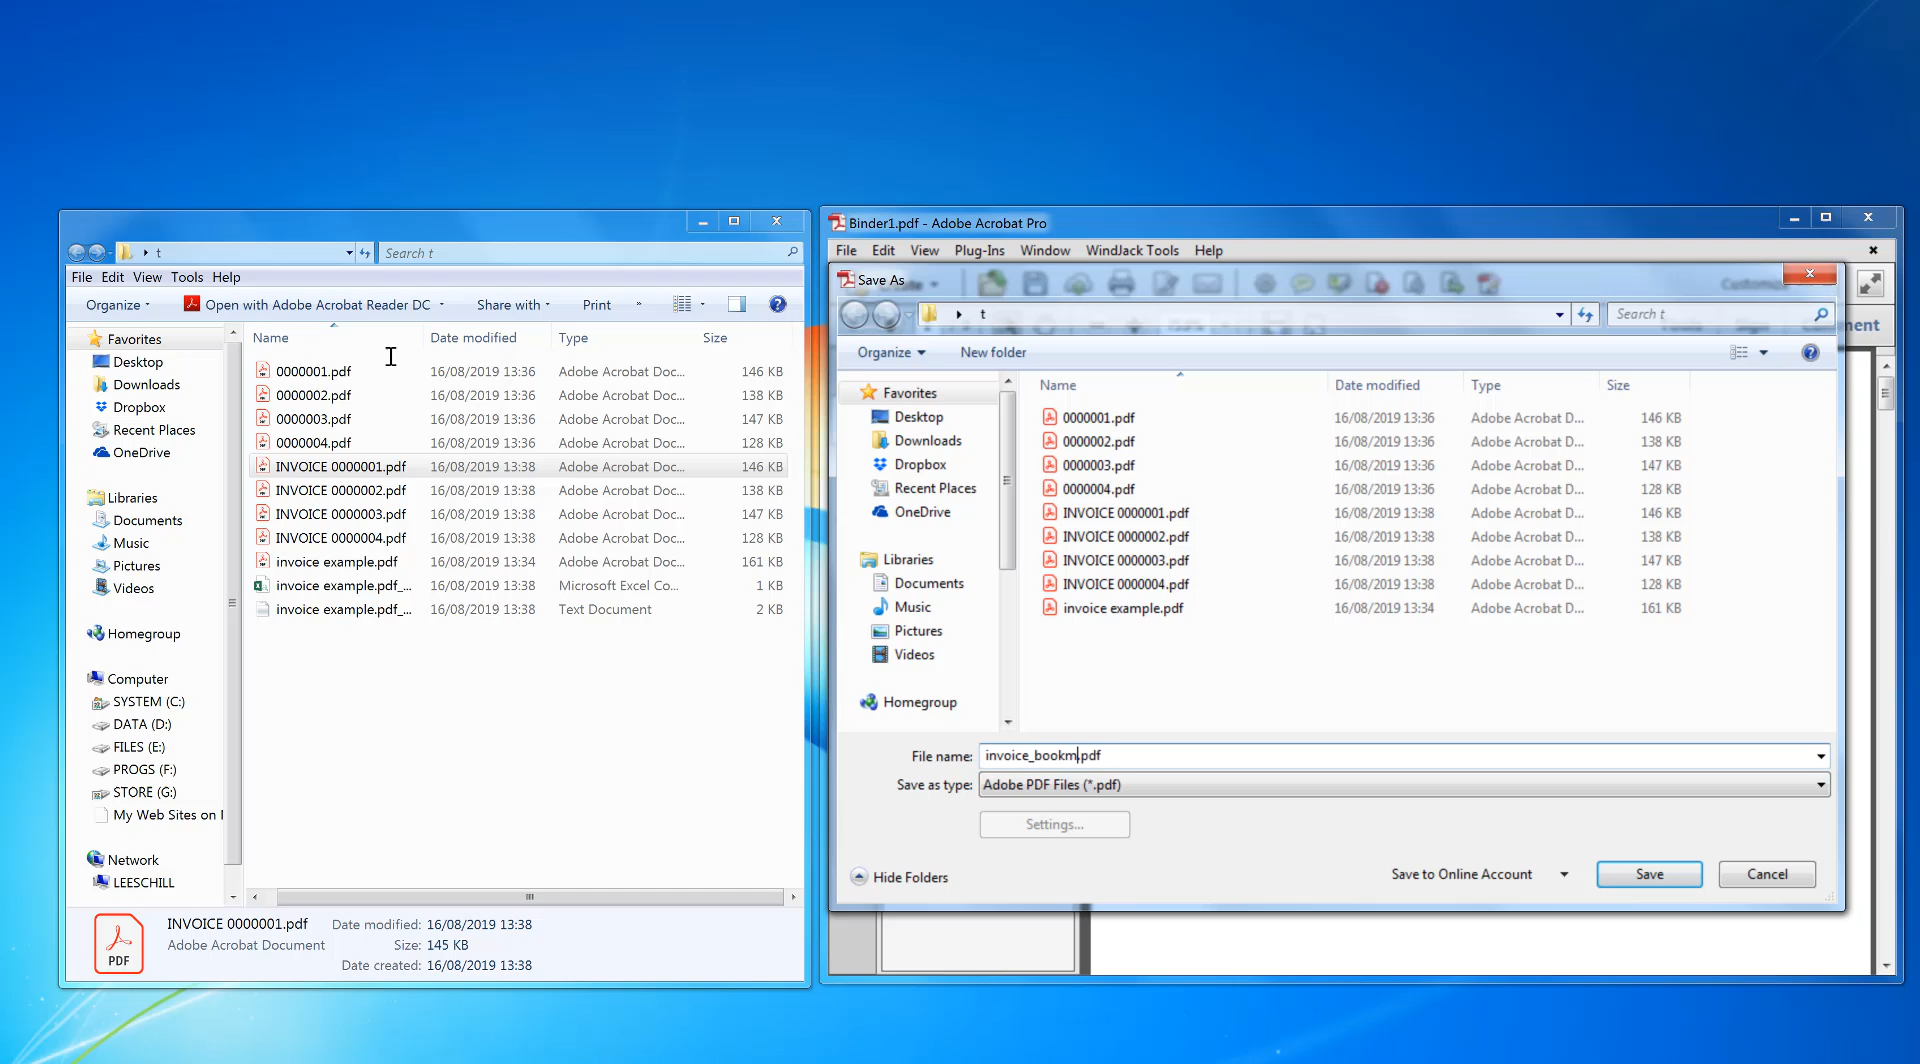 t
Search t
File Edit View Tools Help
Organize Open with Adobe Acrobat Reader DC Share with Print »
Favorites
Desktop
Downloads
Dropbox
Recent Places
OneDrive
Libraries
Documents
Music
Pictures
Videos
Homegroup
Computer
SYSTEM (C:)
DATA (D:)
FILES (E:)
PROGS (F:)
STORE (G:)
My Web Sites on
Network
LEESCHILL
Name Date modified Type Size
0000001.pdf 16/08/2019 13:36 Adobe Acrobat Doc... 146 KB
0000002.pdf 16/08/2019 13:36 Adobe Acrobat Doc... 138 KB
0000003.pdf 16/08/2019 13:36 Adobe Acrobat Doc... 147 KB
0000004.pdf 16/08/2019 13:36 Adobe Acrobat Doc... 128 KB
INVOICE 0000001.pdf 16/08/2019 13:38 Adobe Acrobat Doc... 146 KB
INVOICE 0000002.pdf 16/08/2019 13:38 Adobe Acrobat Doc... 138 KB
INVOICE 0000003.pdf 16/08/2019 13:38 Adobe Acrobat Doc... 147 KB
INVOICE 0000004.pdf 16/08/2019 13:38 Adobe Acrobat Doc... 128 KB
invoice example.pdf 16/08/2019 13:34 Adobe Acrobat Doc... 161 KB
invoice example.pdf_... 16/08/2019 13:38 Microsoft Excel Co... 1 KB
invoice example.pdf_... 16/08/2019 13:38 Text Document 2 KB
PDF
INVOICE 0000001.pdf Date modified: 16/08/2019 13:38
Adobe Acrobat Document Size: 145 KB
Date created: 16/08/2019 13:38
Binder1.pdf - Adobe Acrobat Pro
File Edit View Plug-Ins Window WindJack Tools Help
Save As
t
Search t
Organize New folder
Favorites
Desktop
Downloads
Dropbox
Recent Places
OneDrive
Libraries
Documents
Music
Pictures
Videos
Homegroup
Name Date modified Type Size
0000001.pdf 16/08/2019 13:36 Adobe Acrobat D... 146 KB
0000002.pdf 16/08/2019 13:36 Adobe Acrobat D... 138 KB
0000003.pdf 16/08/2019 13:36 Adobe Acrobat D... 147 KB
0000004.pdf 16/08/2019 13:36 Adobe Acrobat D... 128 KB
INVOICE 0000001.pdf 16/08/2019 13:38 Adobe Acrobat D... 146 KB
INVOICE 0000002.pdf 16/08/2019 13:38 Adobe Acrobat D... 138 KB
INVOICE 0000003.pdf 16/08/2019 13:38 Adobe Acrobat D... 147 KB
INVOICE 0000004.pdf 16/08/2019 13:38 Adobe Acrobat D... 128 KB
invoice example.pdf 16/08/2019 13:34 Adobe Acrobat D... 161 KB
File name: invoice_bookm.pdf
Save as type: Adobe PDF Files (*.pdf)
Settings...
Hide Folders Save to Online Account Save Cancel